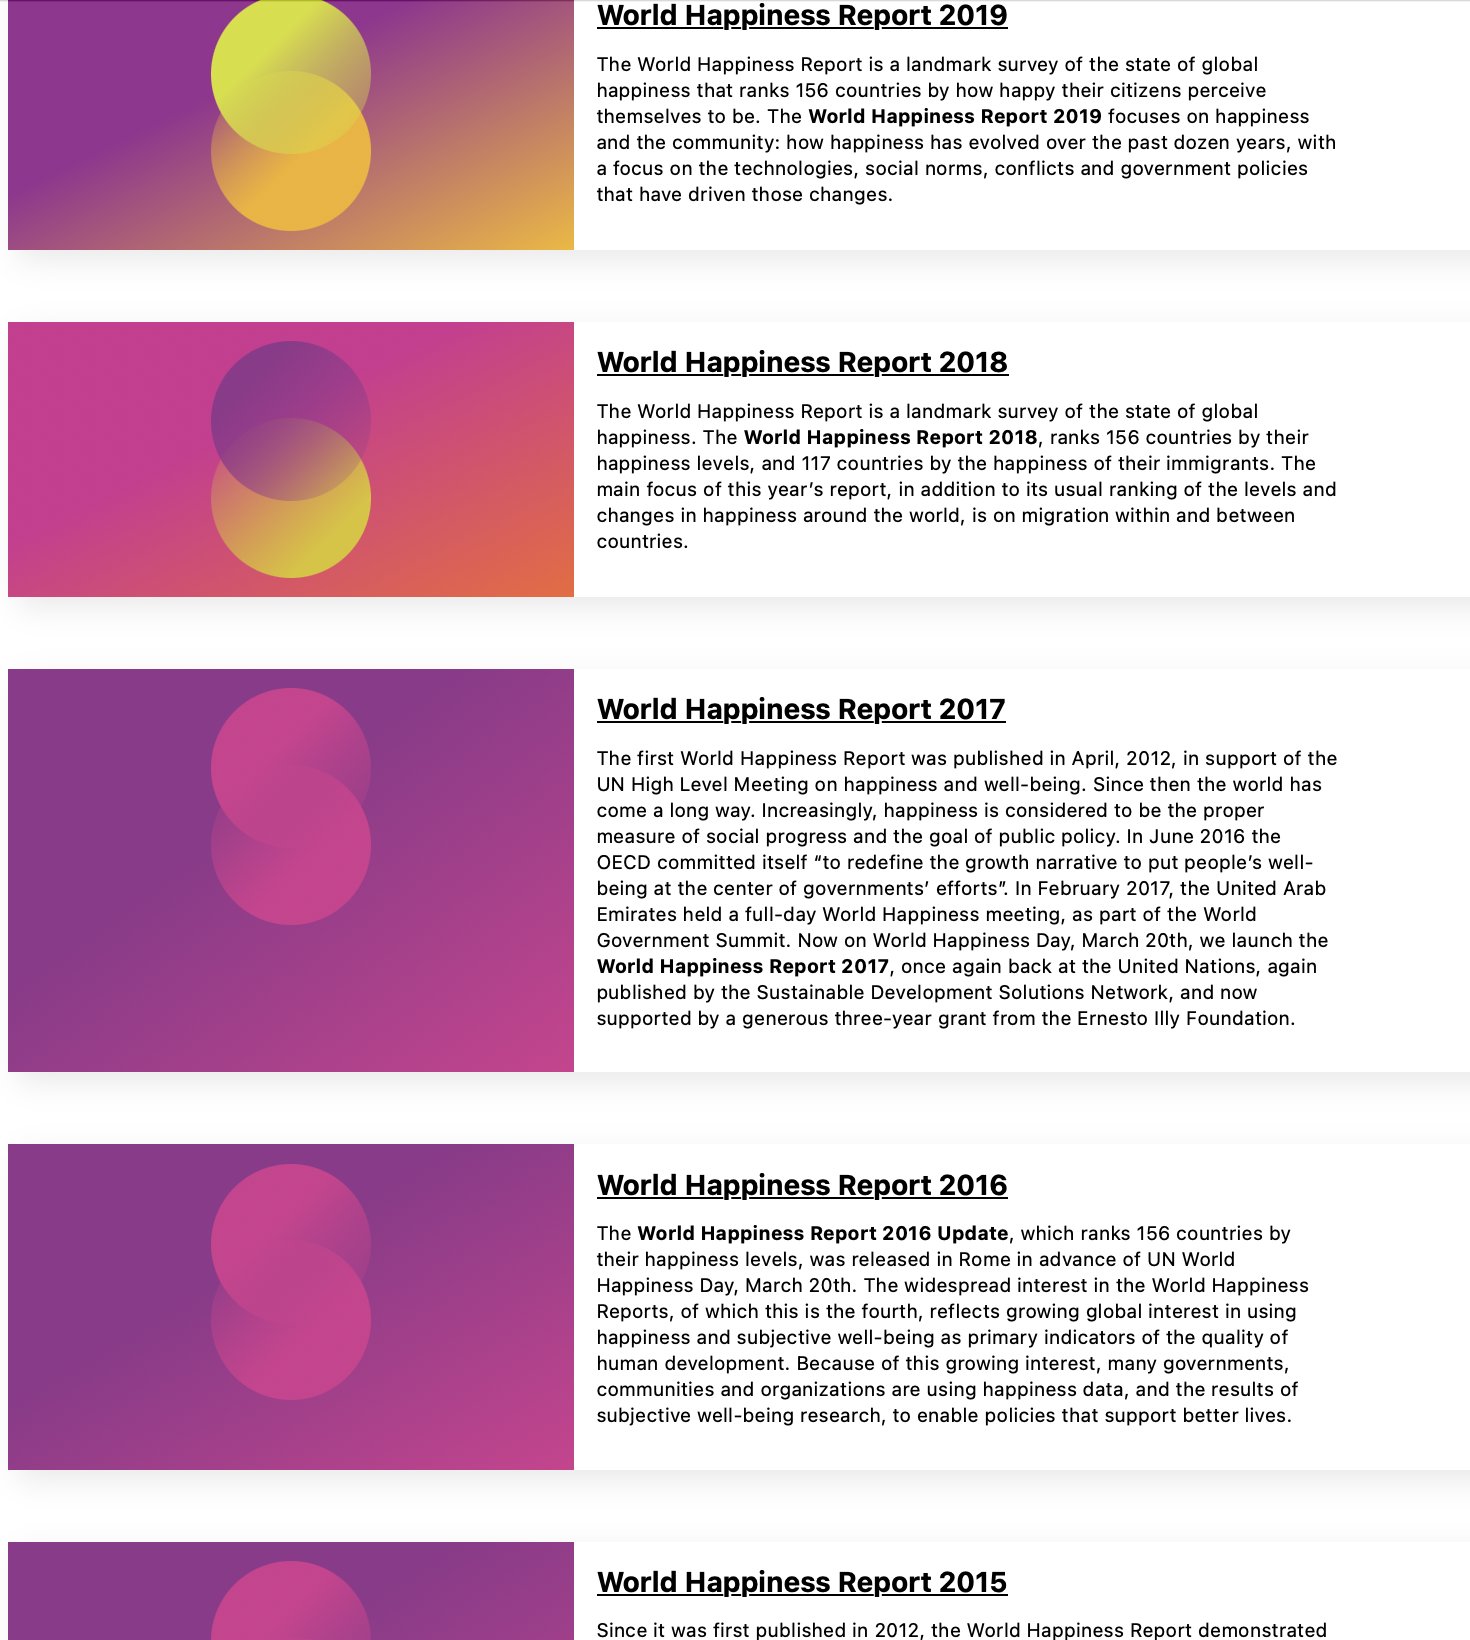 World Happiness Report 2019
The World Happiness Report is a landmark survey of the state of global
happiness that ranks 156 countries by how happy their citizens perceive
themselves to be. The World Happiness Report 2019 focuses on happiness
and the community: how happiness has evolved over the past dozen years, with
a focus on the technologies, social norms, conflicts and government policies
that have driven those changes.
World Happiness Report 2018
The World Happiness Report is a landmark survey of the state of global
happiness. The World Happiness Report 2018, ranks 156 countries by their
happiness levels, and 117 countries by the happiness of their immigrants. The
main focus of this year’s report, in addition to its usual ranking of the levels and
changes in happiness around the world, is on migration within and between
countries.
World Happiness Report 2017
The first World Happiness Report was published in April, 2012, in support of the
UN High Level Meeting on happiness and well-being. Since then the world has
come a long way. Increasingly, happiness is considered to be the proper
measure of social progress and the goal of public policy. In June 2016 the
OECD committed itself “to redefine the growth narrative to put people’s well-
being at the center of governments’ efforts”. In February 2017, the United Arab
Emirates held a full-day World Happiness meeting, as part of the World
Government Summit. Now on World Happiness Day, March 20th, we launch the
World Happiness Report 2017, once again back at the United Nations, again
published by the Sustainable Development Solutions Network, and now
supported by a generous three-year grant from the Ernesto Illy Foundation.
World Happiness Report 2016
The World Happiness Report 2016 Update, which ranks 156 countries by
their happiness levels, was released in Rome in advance of UN World
Happiness Day, March 20th. The widespread interest in the World Happiness
Reports, of which this is the fourth, reflects growing global interest in using
happiness and subjective well-being as primary indicators of the quality of
human development. Because of this growing interest, many governments,
communities and organizations are using happiness data, and the results of
subjective well-being research, to enable policies that support better lives.
World Happiness Report 2015
Since it was first published in 2012, the World Happiness Report demonstrated